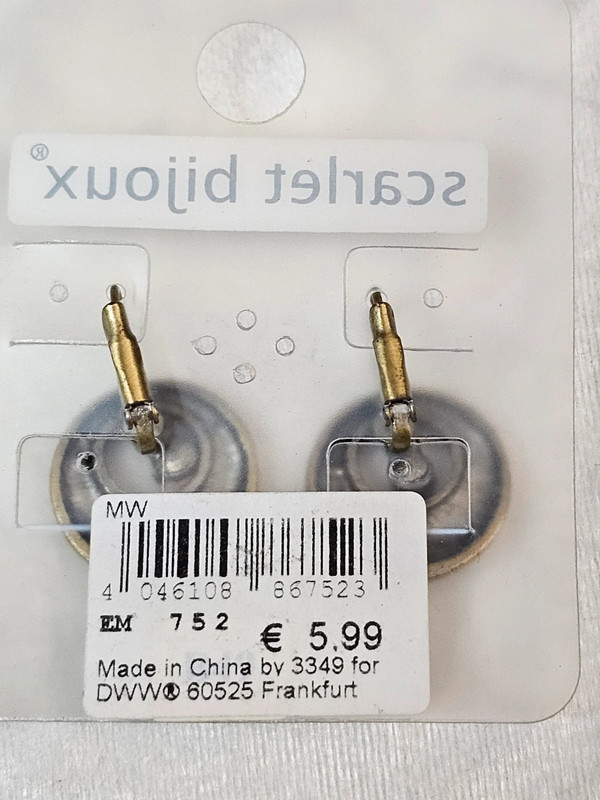 scarlet bijoux®
MW
4 046108 867523
EM 752 € 5.99
Made in China by 3349 for
DWW® 60525 Frankfurt